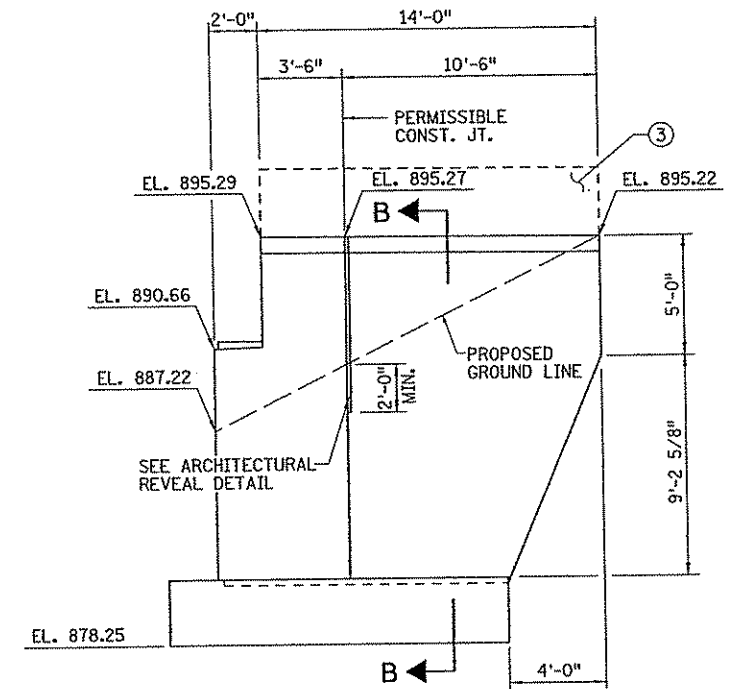 2'-0"
14'-0"
3'-6"
10'-6"
PERMISSIBLE
CONST. JT.
3
EL. 895.29
EL. 895.27
EL. 895.22
B
EL. 890.66
5'-0"
EL. 887.22
PROPOSED
GROUND LINE
2'-0"
MIN.
SEE ARCHITECTURAL
REVEAL DETAIL
9'-2 5/8"
EL. 878.25
B
4'-0"